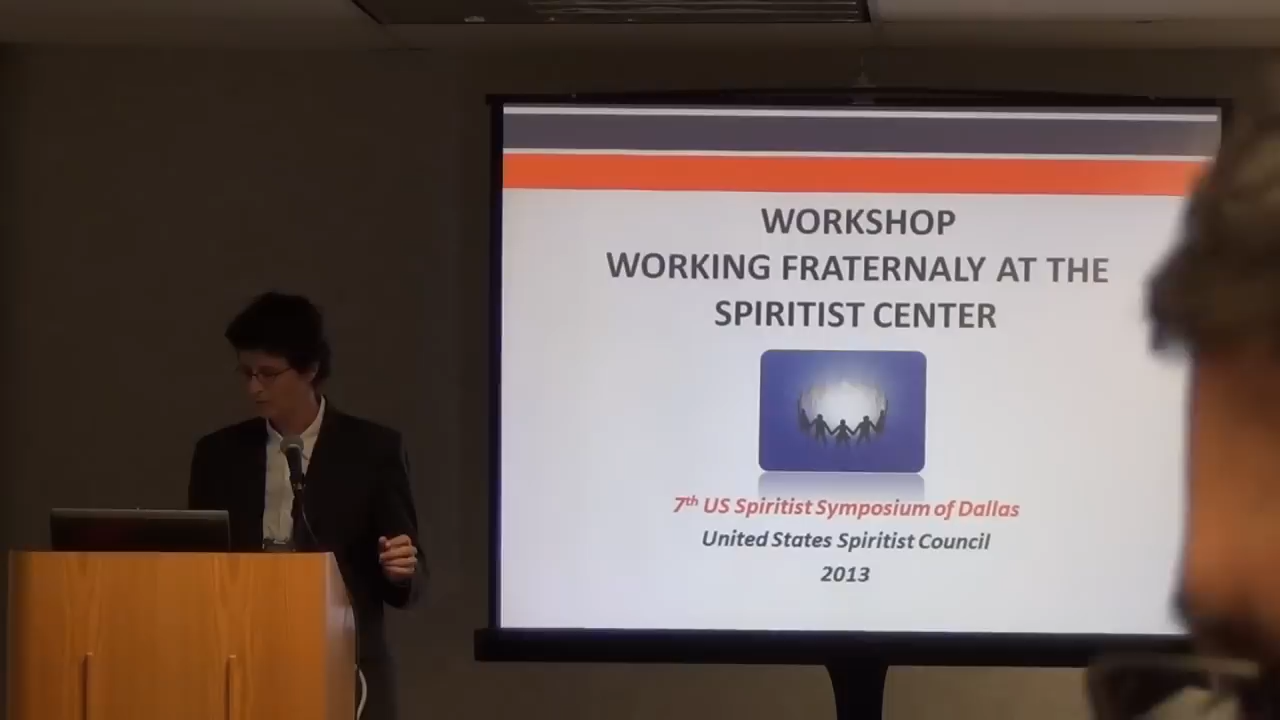 WORKSHOP
WORKING FRATERNALY AT THE
SPIRITIST CENTER
7th US Spiritist Symposium of Dallas
United States Spiritist Council
2013